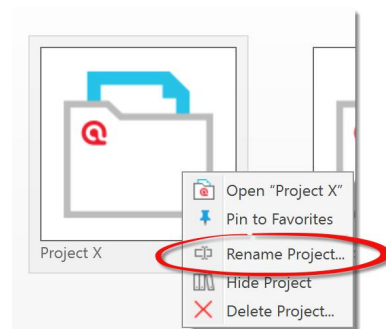 Open “Project X”
Pin to Favorites
Project X
Rename Project...
Hide Project
Delete Project...